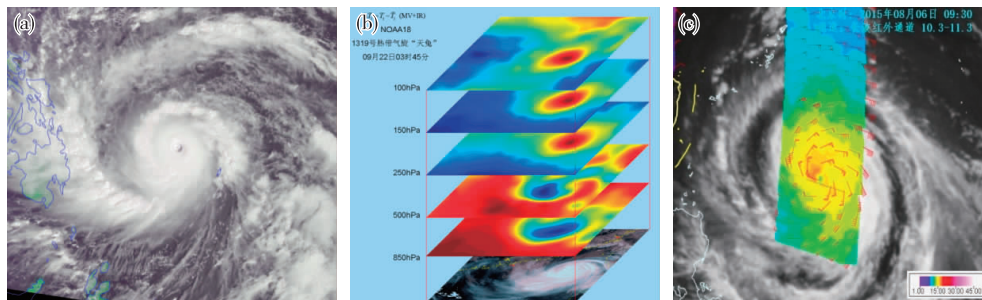 (a)
(b)
(MV+IR)
NOAA18
1319号热带气旋“天兔”
09月22日03时45分
100hPa
150hPa
250hPa
500hPa
850hPa
(c)
2015年08月06日 09:30
红外通道 10.3-11.3
1.00 15.00 30.00 45.00